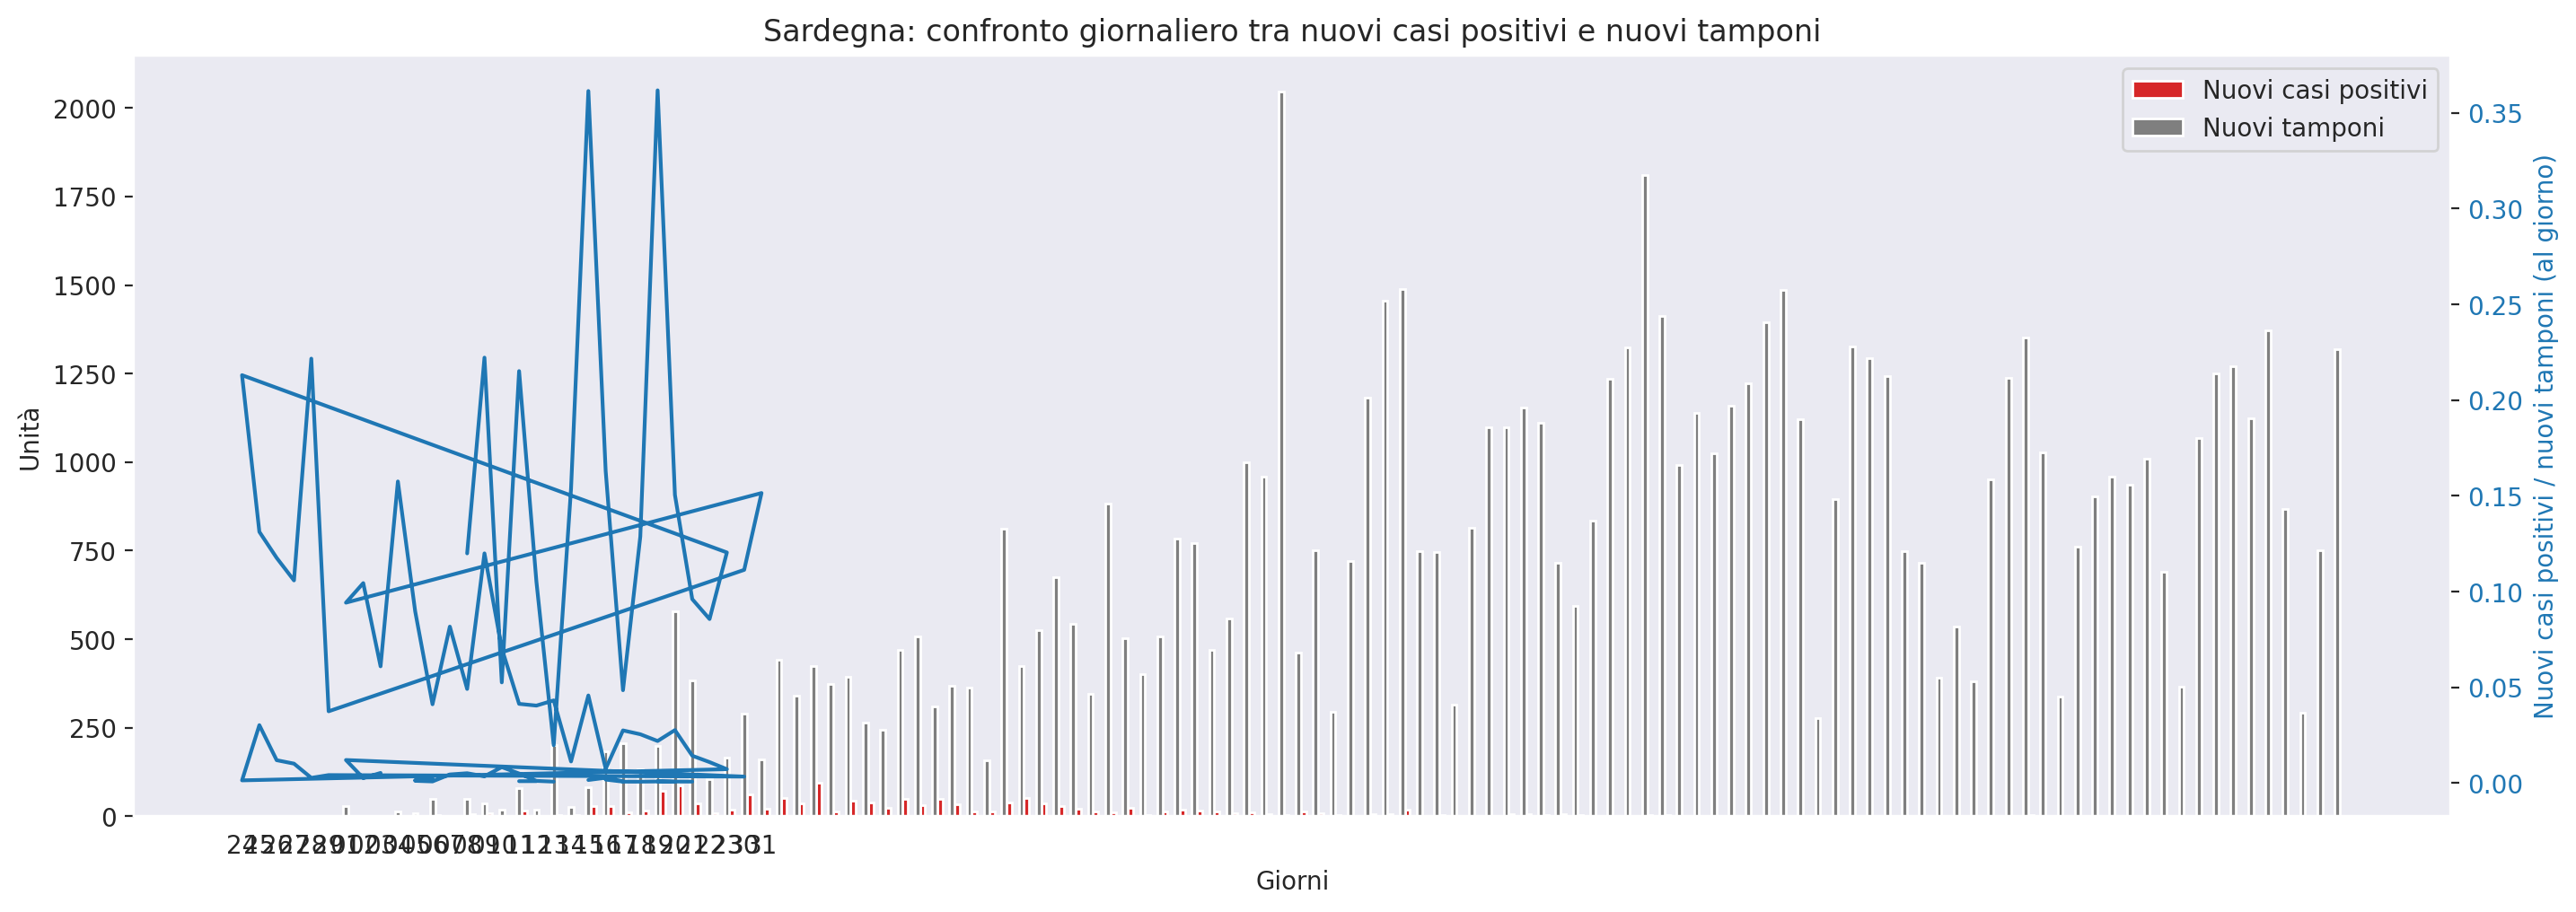 Sardegna: confronto giornaliero tra nuovi casi positivi e nuovi tamponi
Nuovi casi positivi
Nuovi tamponi
2000
1750
1500
1250
1000
750
500
250
0
Unità
0.35
0.30
0.25
0.20
0.15
0.10
0.05
0.00
Nuovi casi positivi / nuovi tamponi (al giorno)
Giorni